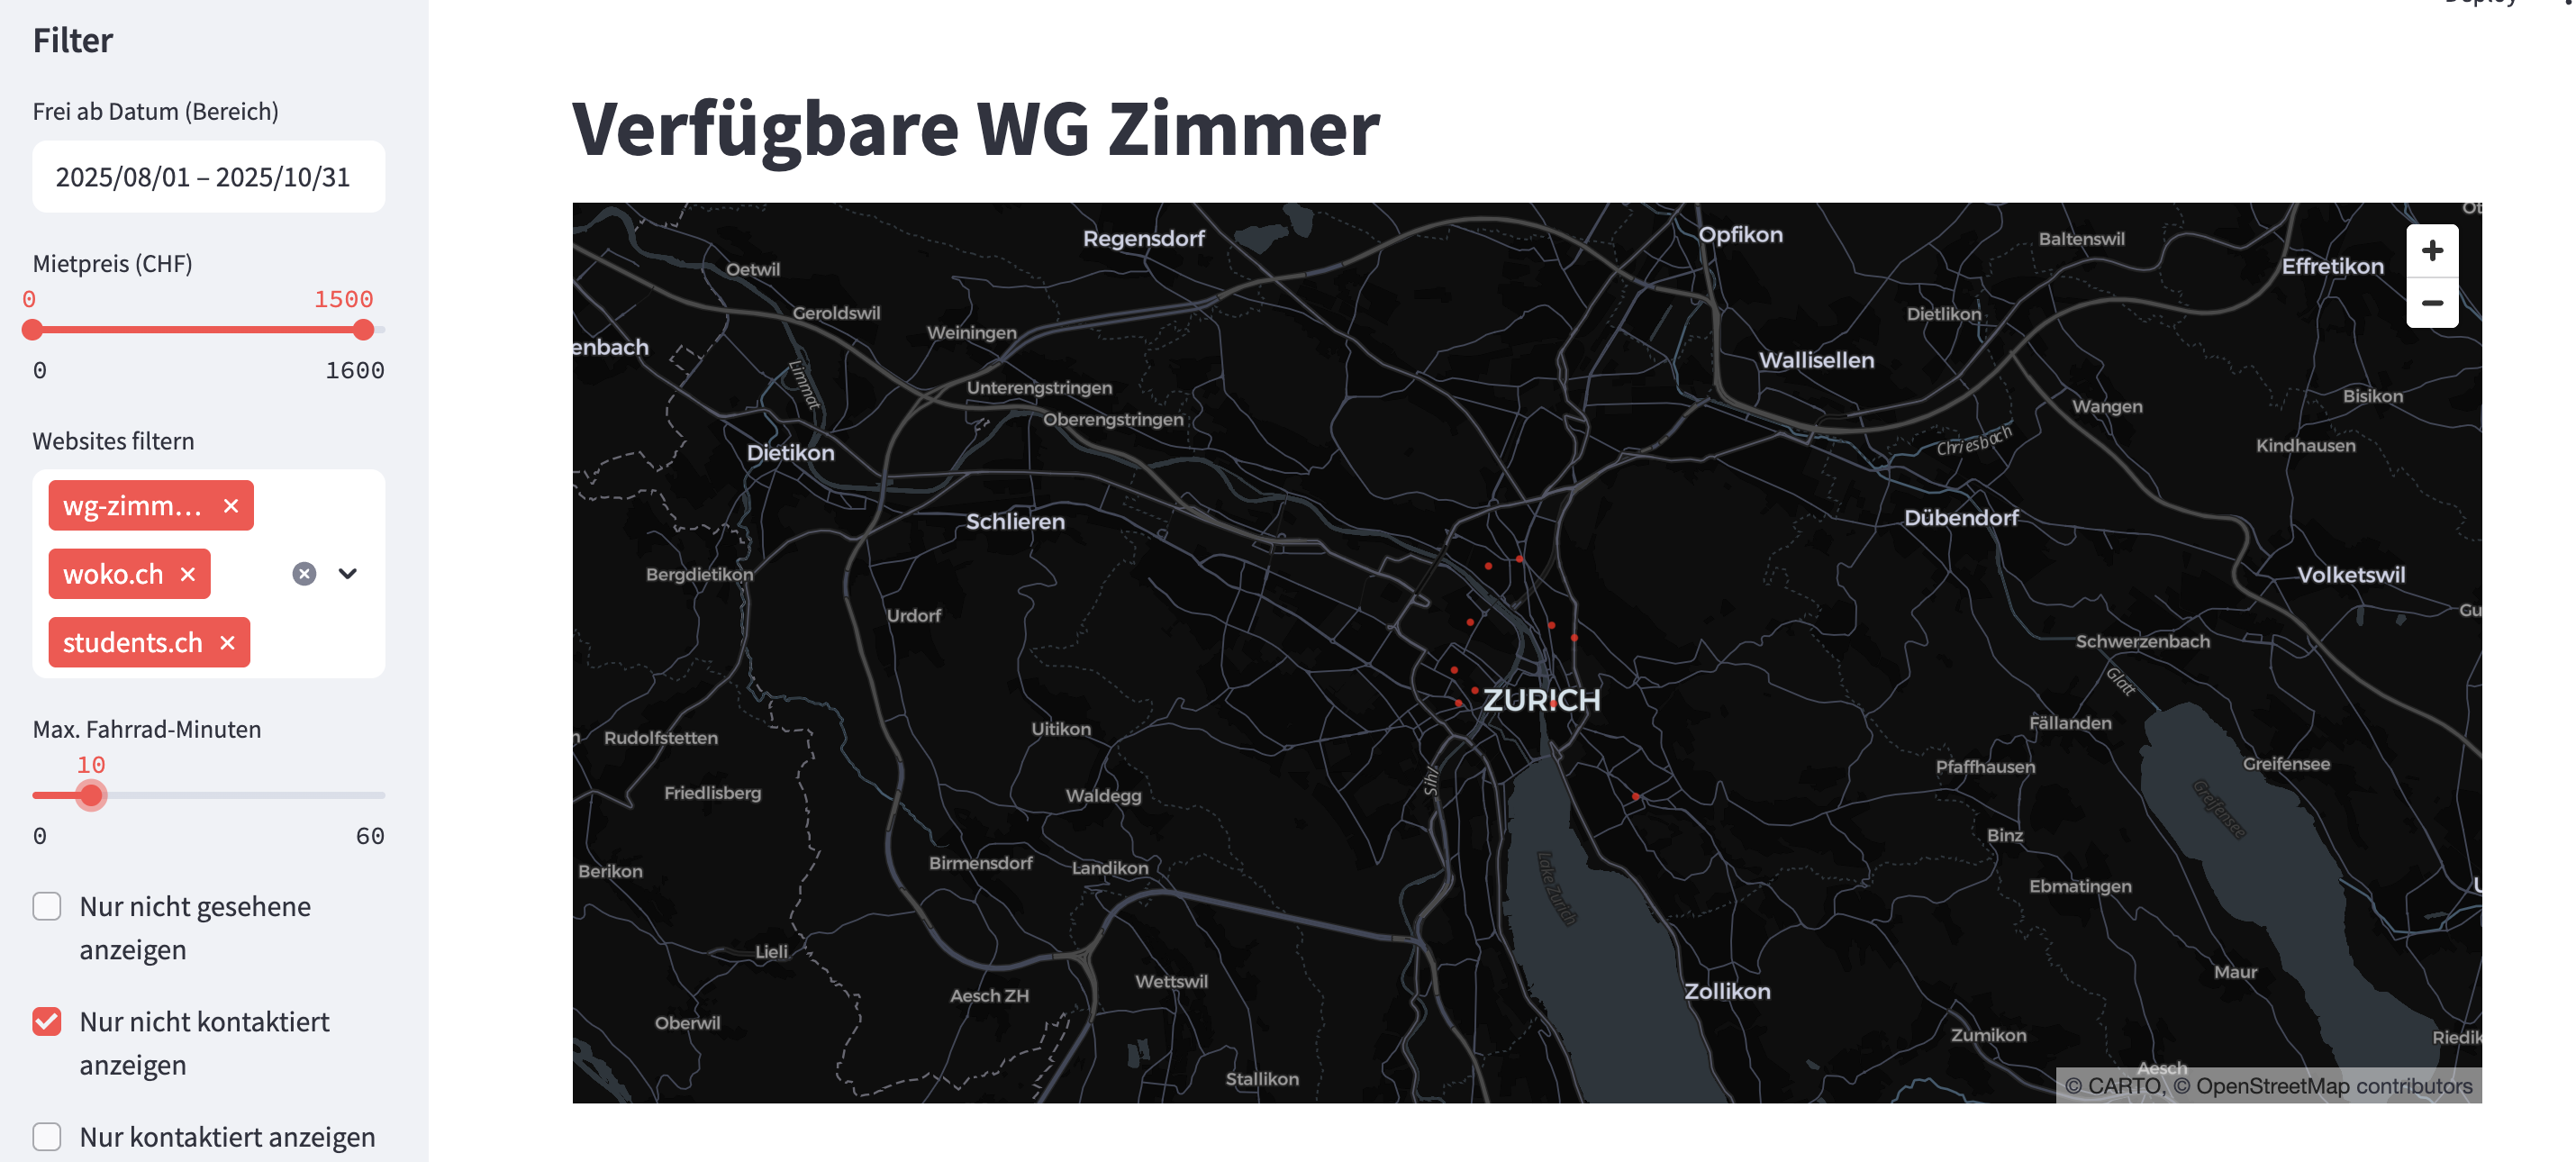 Filter
Frei ab Datum (Bereich)
2025/08/01 – 2025/10/31
Mietpreis (CHF)
0 1500
0 1600
Websites filtern
wg-zimm...
woko.ch
students.ch
Max. Fahrrad-Minuten
10
0 60
Nur nicht gesehene
anzeigen
Nur nicht kontaktiert
anzeigen
Nur kontaktiert anzeigen
Verfügbare WG Zimmer
Regensdorf
Opfikon
Baltenswil
Effretikon
Oetwil
Geroldswil
Weiningen
Dietlikon
enbach
Limmat
Wallisellen
Unterengstringen
Oberengstringen
Wangen
Bisikon
Chriesbach
Kindhausen
Dietikon
Schlieren
Dübendorf
Bergdietikon
Volketswil
Urdorf
Gu
Schwerzenbach
Glatt
ZURICH
Uitikon
Rudolfstetten
Fällanden
Sihl
Pfaffhausen
Greifensee
Friedlisberg
Waldegg
Greifensee
Binz
Birmensdorf
Landikon
Berikon
Lake Zurich
Ebmatingen
Lieli
Wettswil
Maur
Aesch ZH
Zollikon
Oberwil
Zumikon
Riedik
Stallikon
Aesch
© CARTO, © OpenStreetMap contributors